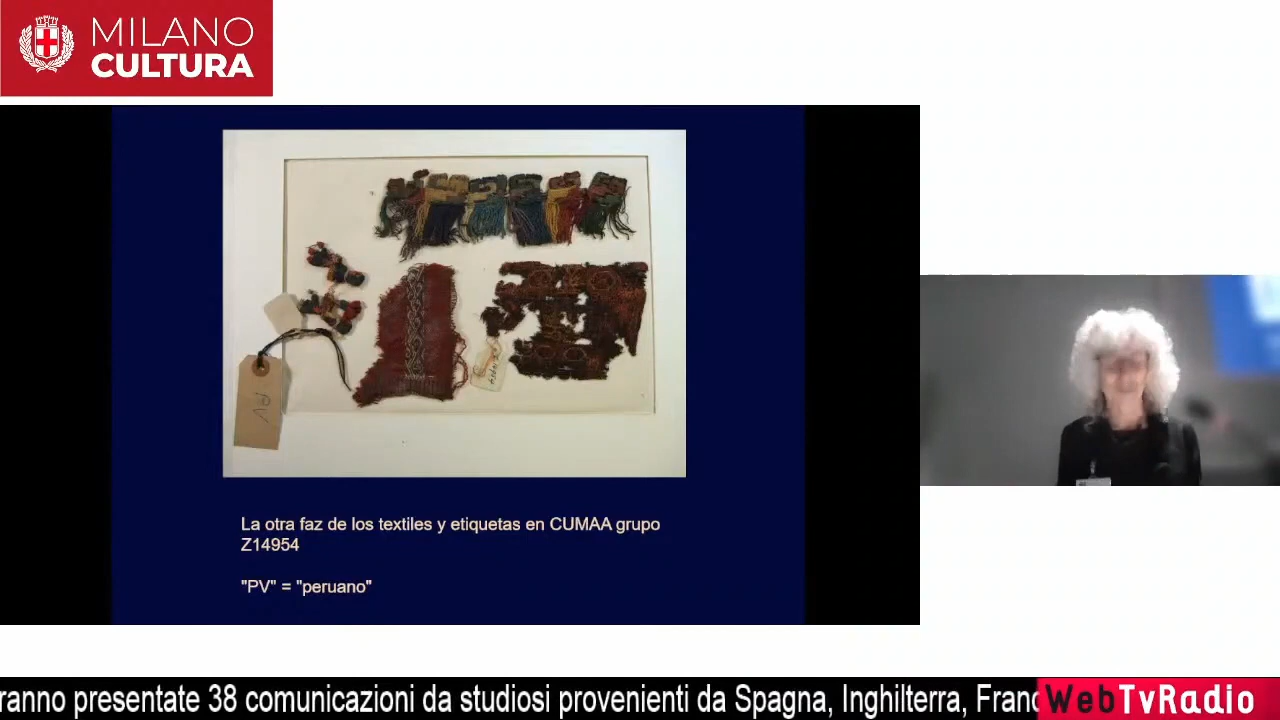 MILANO
CULTURA
PV
La otra faz de los textiles y etiquetas en CUMAA grupo
Z14954
"PV" = "peruano"
ranno presentate 38 comunicazioni da studiosi provenienti da Spagna, Inghilterra, Franc
WebTvRadio